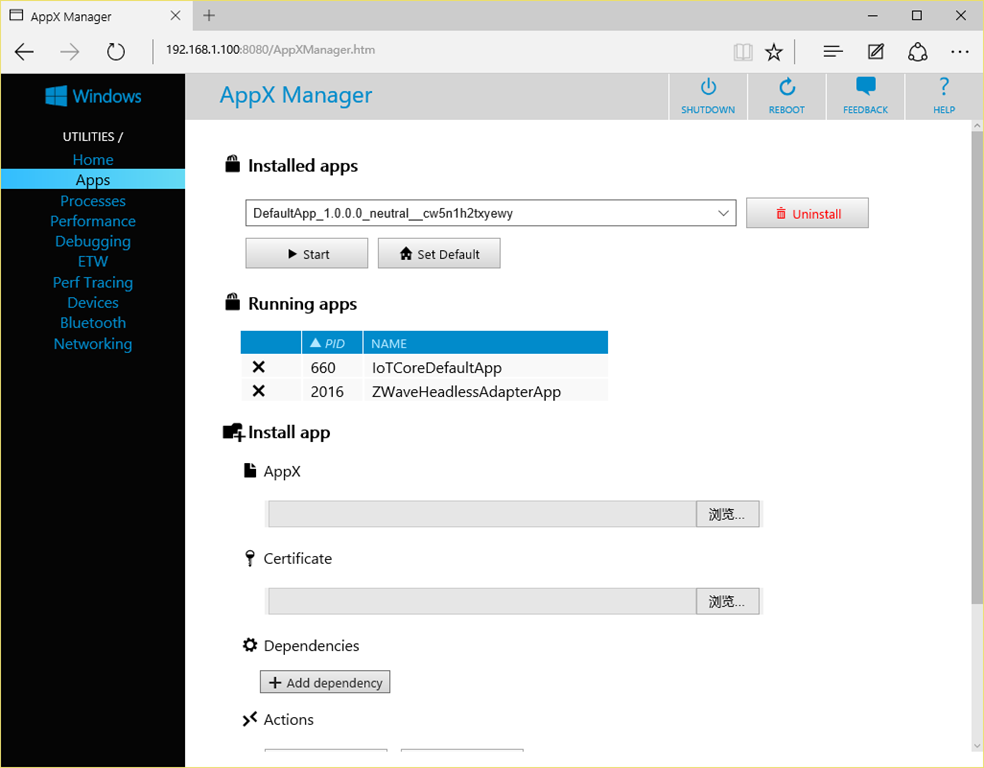 AppX Manager
192.168.1.100:8080/AppXManager.htm
Windows
AppX Manager
SHUTDOWN
REBOOT
FEEDBACK
?
HELP
UTILITIES /
Home
Apps
Processes
Performance
Debugging
ETW
Perf Tracing
Devices
Bluetooth
Networking
Installed apps
DefaultApp_1.0.0.0_neutral__cw5n1h2txyewy
Uninstall
Start
Set Default
Running apps
PID NAME
660 IoTCoreDefaultApp
2016 ZWaveHeadlessAdapterApp
Install app
AppX
浏览...
Certificate
浏览...
Dependencies
Add dependency
Actions